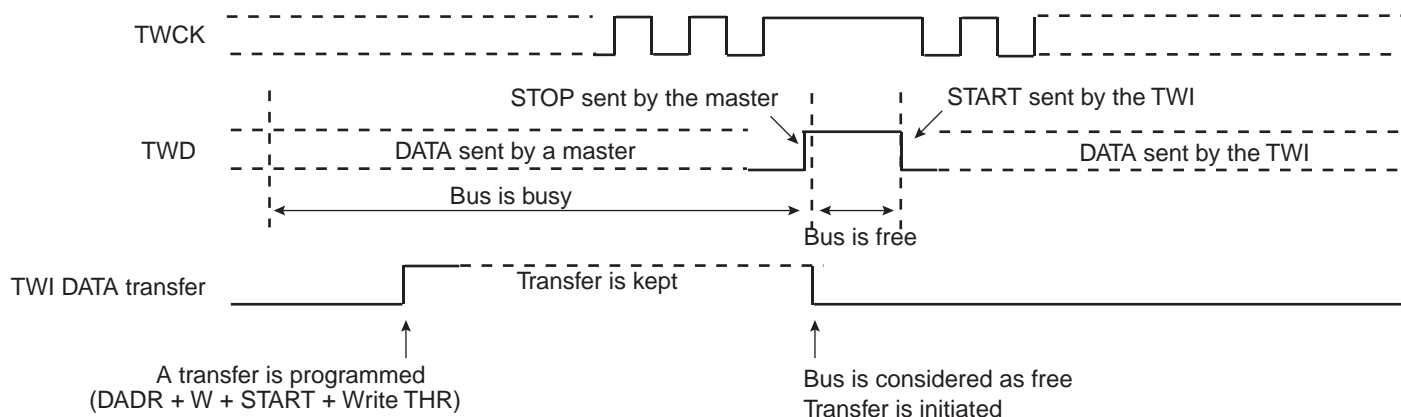 TWCK
STOP sent by the master
START sent by the TWI
TWD
DATA sent by a master
DATA sent by the TWI
Bus is busy
Bus is free
TWI DATA transfer
Transfer is kept
A transfer is programmed
(DADR + W + START + Write THR)
Bus is considered as free
Transfer is initiated